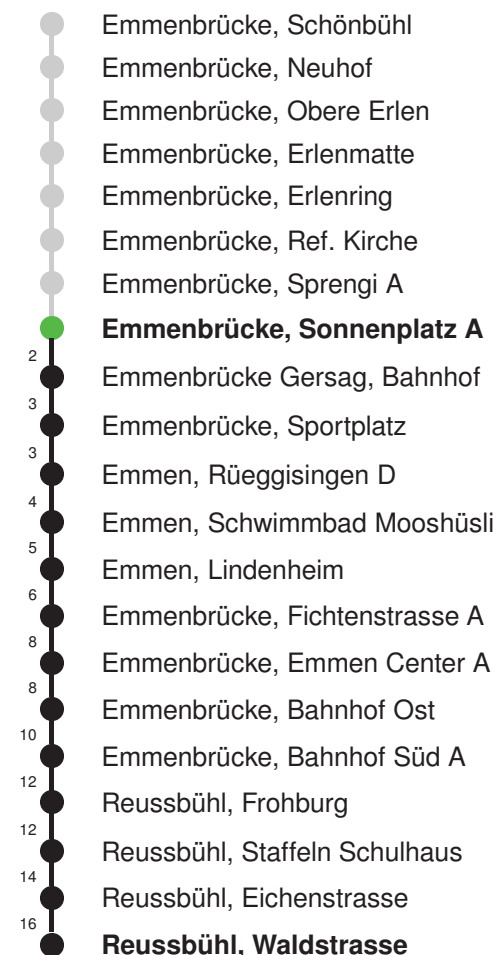 Emmenbrücke, Schönbühl
Emmenbrücke, Neuhof
Emmenbrücke, Obere Erlen
Emmenbrücke, Erlenmatte
Emmenbrücke, Erlenring
Emmenbrücke, Ref. Kirche
Emmenbrücke, Sprengi A
Emmenbrücke, Sonnenplatz A
2 Emmenbrücke Gersag, Bahnhof
3 Emmenbrücke, Sportplatz
3 Emmen, Rüeggisingen D
4 Emmen, Schwimmbad Mooshüsli
5 Emmen, Lindenheim
6 Emmenbrücke, Fichtenstrasse A
8 Emmenbrücke, Emmen Center A
8 Emmenbrücke, Bahnhof Ost
10 Emmenbrücke, Bahnhof Süd A
12 Reussbühl, Frohburg
12 Reussbühl, Staffeln Schulhaus
14 Reussbühl, Eichenstrasse
16 Reussbühl, Waldstrasse